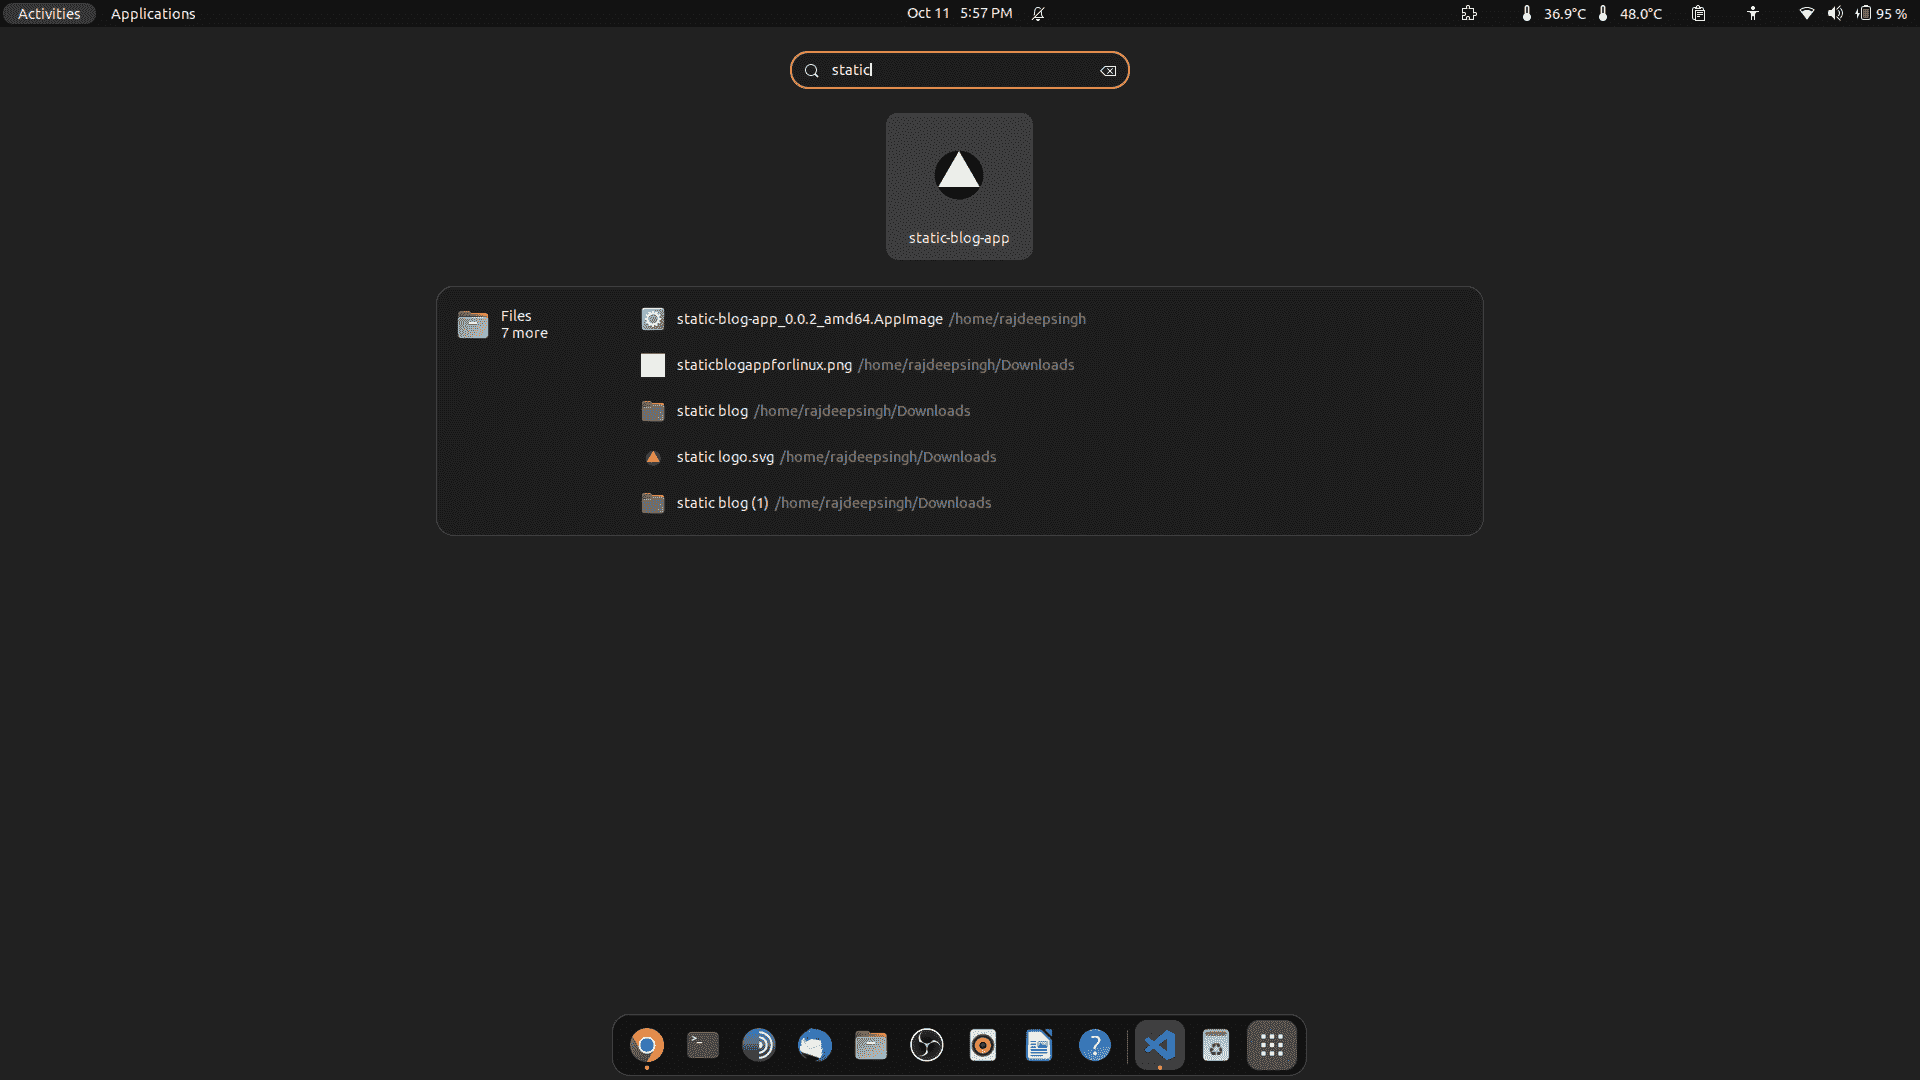 Activities Applications Oct 11 5:57 PM 36.9°C 48.0°C 95 %
static
static-blog-app
Files
7 more
static-blog-app_0.0.2_amd64.AppImage /home/rajdeepsingh
staticblogappforlinux.png /home/rajdeepsingh/Downloads
static blog /home/rajdeepsingh/Downloads
static logo.svg /home/rajdeepsingh/Downloads
static blog (1) /home/rajdeepsingh/Downloads